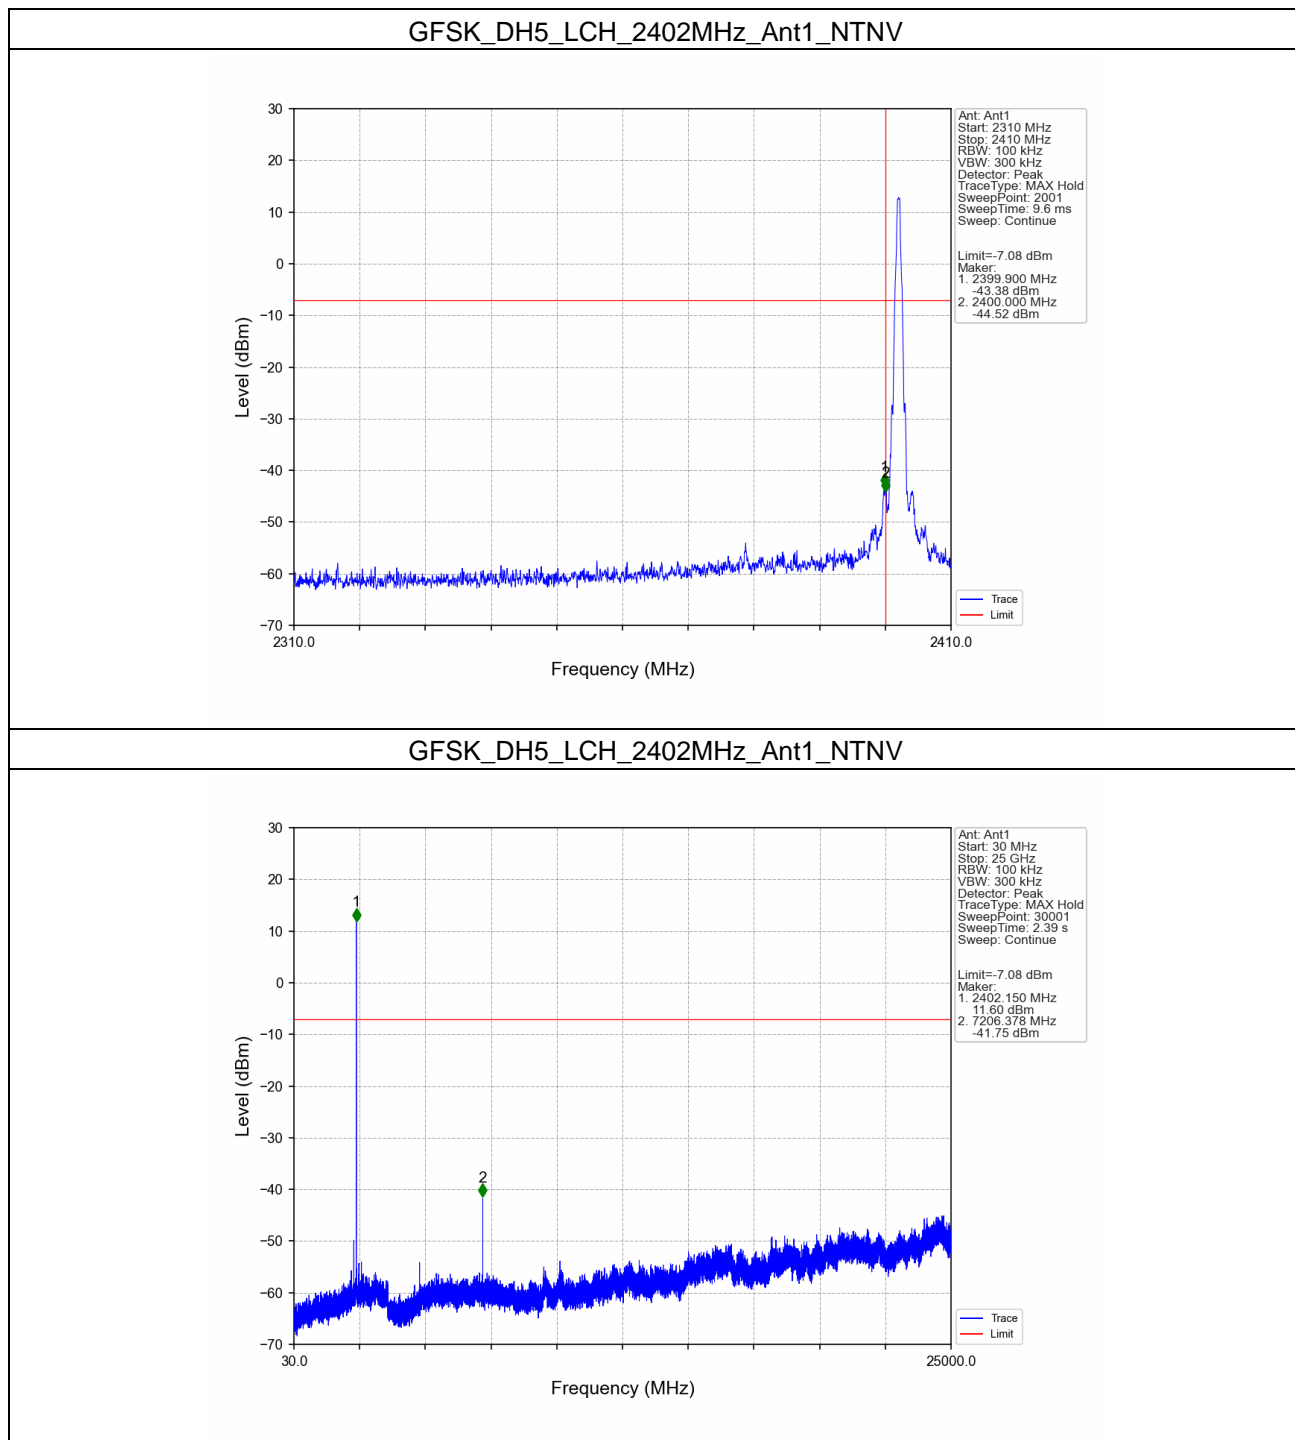 GFSK_DH5_LCH_2402MHz_Ant1_NTNV
30
20
10
0
−10
−20
−30
−40
−50
−60
−70
Level (dBm)
1
2
2310.0
2410.0
Frequency (MHz)
Ant: Ant1
Start: 2310 MHz
Stop: 2410 MHz
RBW: 100 kHz
VBW: 300 kHz
Detector: Peak
TraceType: MAX Hold
SweepPoint: 2001
SweepTime: 9.6 ms
Sweep: Continue
Limit=-7.08 dBm
Maker:
1. 2399.900 MHz
-43.38 dBm
2. 2400.000 MHz
-44.52 dBm
Trace
Limit
GFSK_DH5_LCH_2402MHz_Ant1_NTNV
30
20
10
0
−10
−20
−30
−40
−50
−60
−70
Level (dBm)
1
2
30.0
25000.0
Frequency (MHz)
Ant: Ant1
Start: 30 MHz
Stop: 25 GHz
RBW: 100 kHz
VBW: 300 kHz
Detector: Peak
TraceType: MAX Hold
SweepPoint: 30001
SweepTime: 2.39 s
Sweep: Continue
Limit=-7.08 dBm
Maker:
1. 2402.150 MHz
11.60 dBm
2. 7206.378 MHz
-41.75 dBm
Trace
Limit